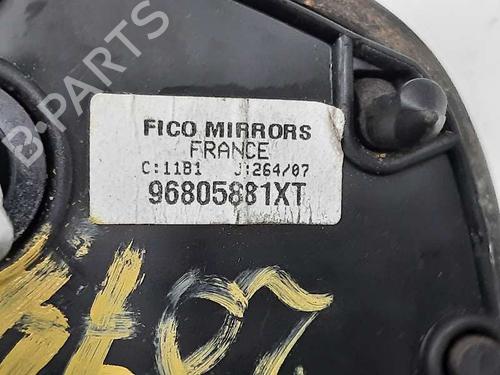 B-PARTS
FICO MIRRORS
FRANCE
C:11B1 J:264/07
96805881XT